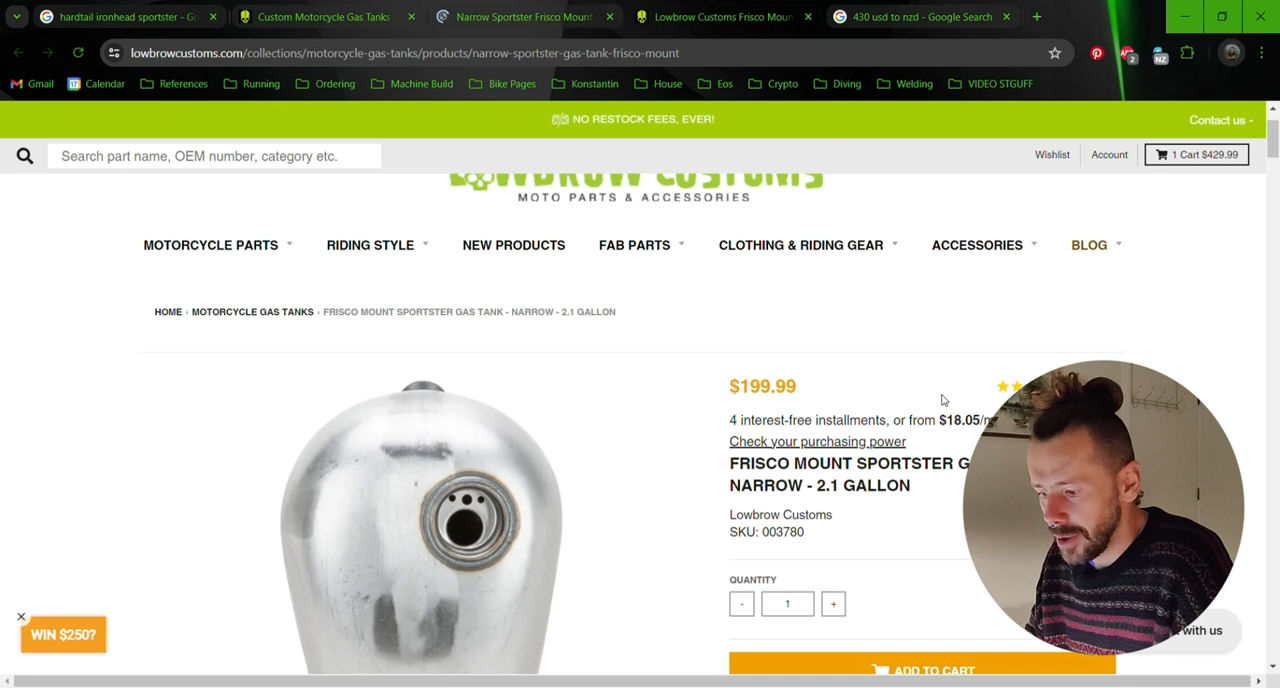 hardtail ironhead sportster - Go
Custom Motorcycle Gas Tanks -
Narrow Sportster Frisco Mount
Lowbrow Customs Frisco Moun
430 usd to nzd - Google Search
lowbrowcustoms.com/collections/motorcycle-gas-tanks/products/narrow-sportster-gas-tank-frisco-mount
2
NZ
Gmail
17
Calendar
References
Running
Ordering
Machine Build
Bike Pages
Konstantin
House
Eos
Crypto
Diving
Welding
VIDEO STGUFF
NO RESTOCK FEES, EVER!
Contact us -
Search part name, OEM number, category etc.
Wishlist
Account
1 Cart $429.99
LOWBROW CUSTOMS
MOTO PARTS & ACCESSORIES
MOTORCYCLE PARTS
RIDING STYLE
NEW PRODUCTS
FAB PARTS
CLOTHING & RIDING GEAR
ACCESSORIES
BLOG
HOME › MOTORCYCLE GAS TANKS › FRISCO MOUNT SPORTSTER GAS TANK - NARROW - 2.1 GALLON
$199.99
4 interest-free installments, or from $18.05/m
Check your purchasing power
FRISCO MOUNT SPORTSTER G
NARROW - 2.1 GALLON
Lowbrow Customs
SKU: 003780
QUANTITY
- 1 +
ADD TO CART
WIN $250?
with us